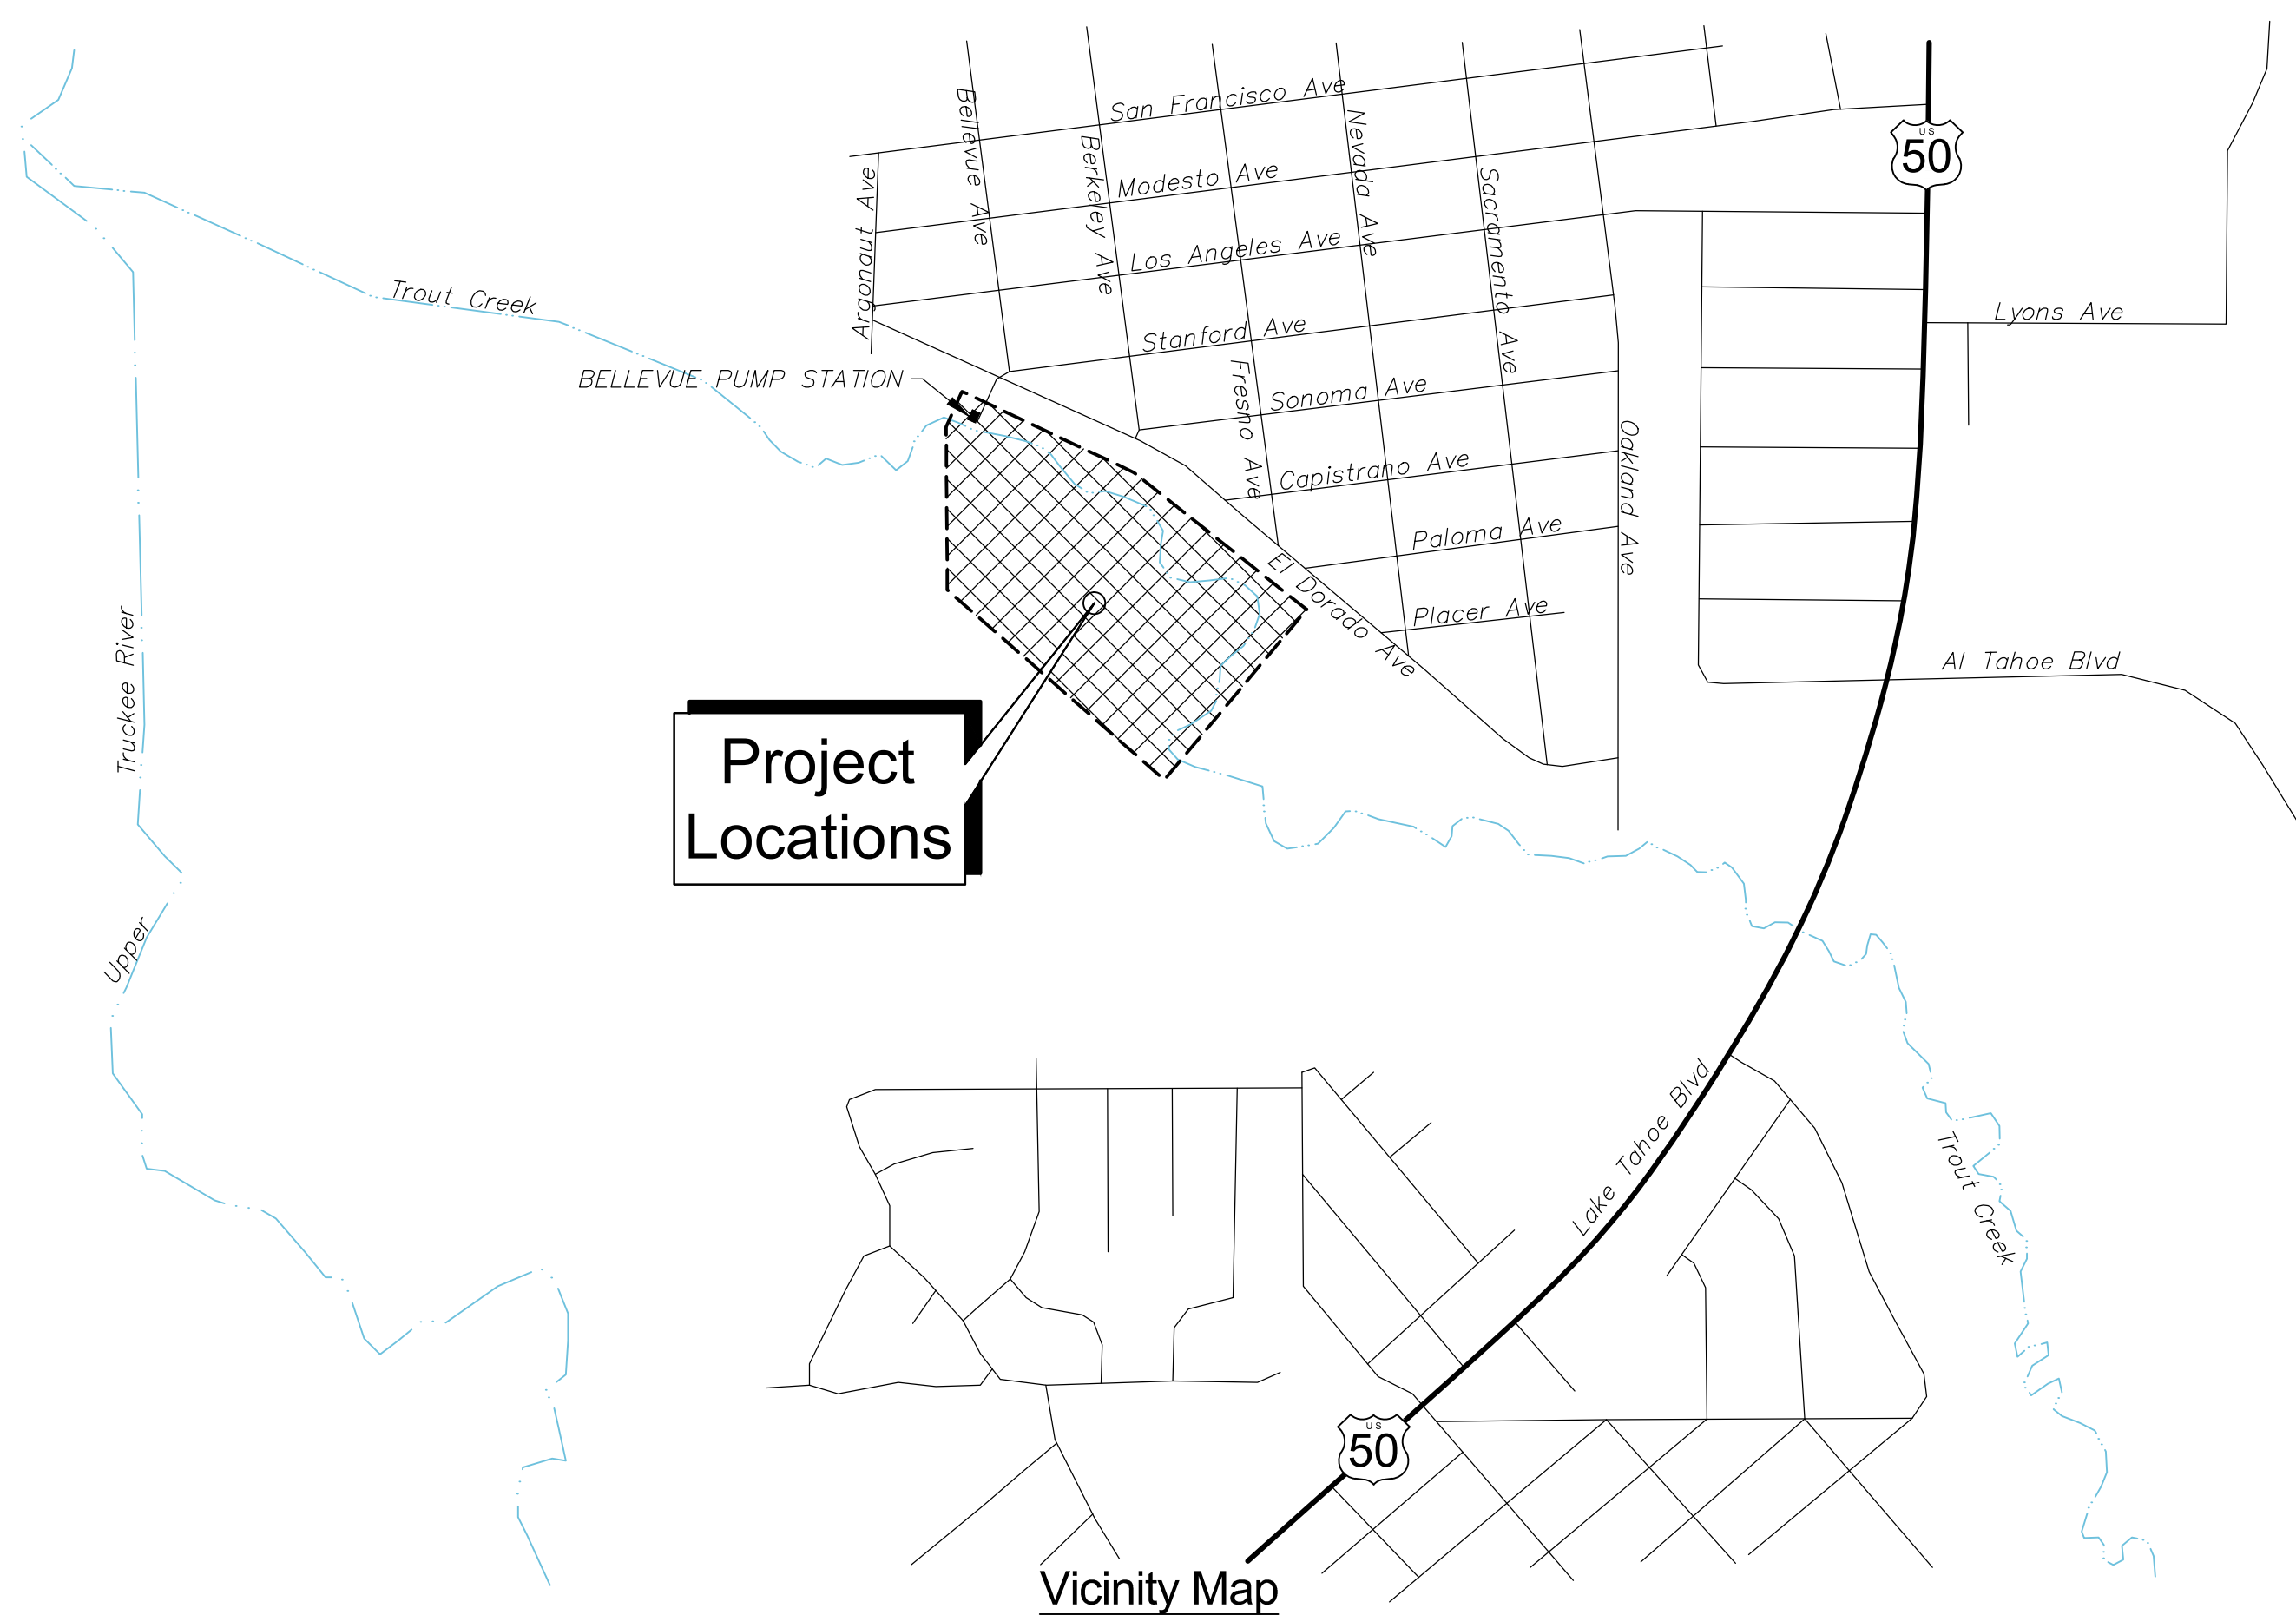 San Francisco Ave
Bellevue Ave
Berkeley Ave
Nevada Ave
US
50
Modesto Ave
Argonaut Ave
Sacramento Ave
Los Angeles Ave
Trout Creek
Lyons Ave
Stanford Ave
BELLEVUE PUMP STATION
Fresno Ave
Sonoma Ave
Oakland Ave
Capistrano Ave
Paloma Ave
El Dorado Ave
Placer Ave
Truckee River
Al Tahoe Blvd
Project
Locations
Upper
Lake Tahoe Blvd
Trout Creek
US
50
Vicinity Map